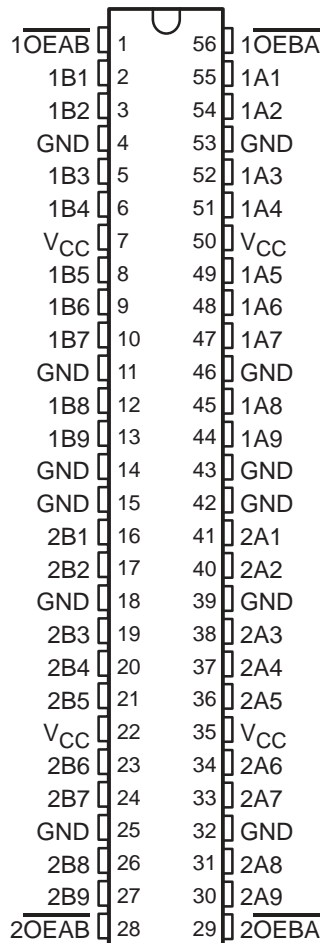 1OEAB 1 56 1OEBA
1B1 2 55 1A1
1B2 3 54 1A2
GND 4 53 GND
1B3 5 52 1A3
1B4 6 51 1A4
VCC 7 50 VCC
1B5 8 49 1A5
1B6 9 48 1A6
1B7 10 47 1A7
GND 11 46 GND
1B8 12 45 1A8
1B9 13 44 1A9
GND 14 43 GND
GND 15 42 GND
2B1 16 41 2A1
2B2 17 40 2A2
GND 18 39 GND
2B3 19 38 2A3
2B4 20 37 2A4
2B5 21 36 2A5
VCC 22 35 VCC
2B6 23 34 2A6
2B7 24 33 2A7
GND 25 32 GND
2B8 26 31 2A8
2B9 27 30 2A9
2OEAB 28 29 2OEBA